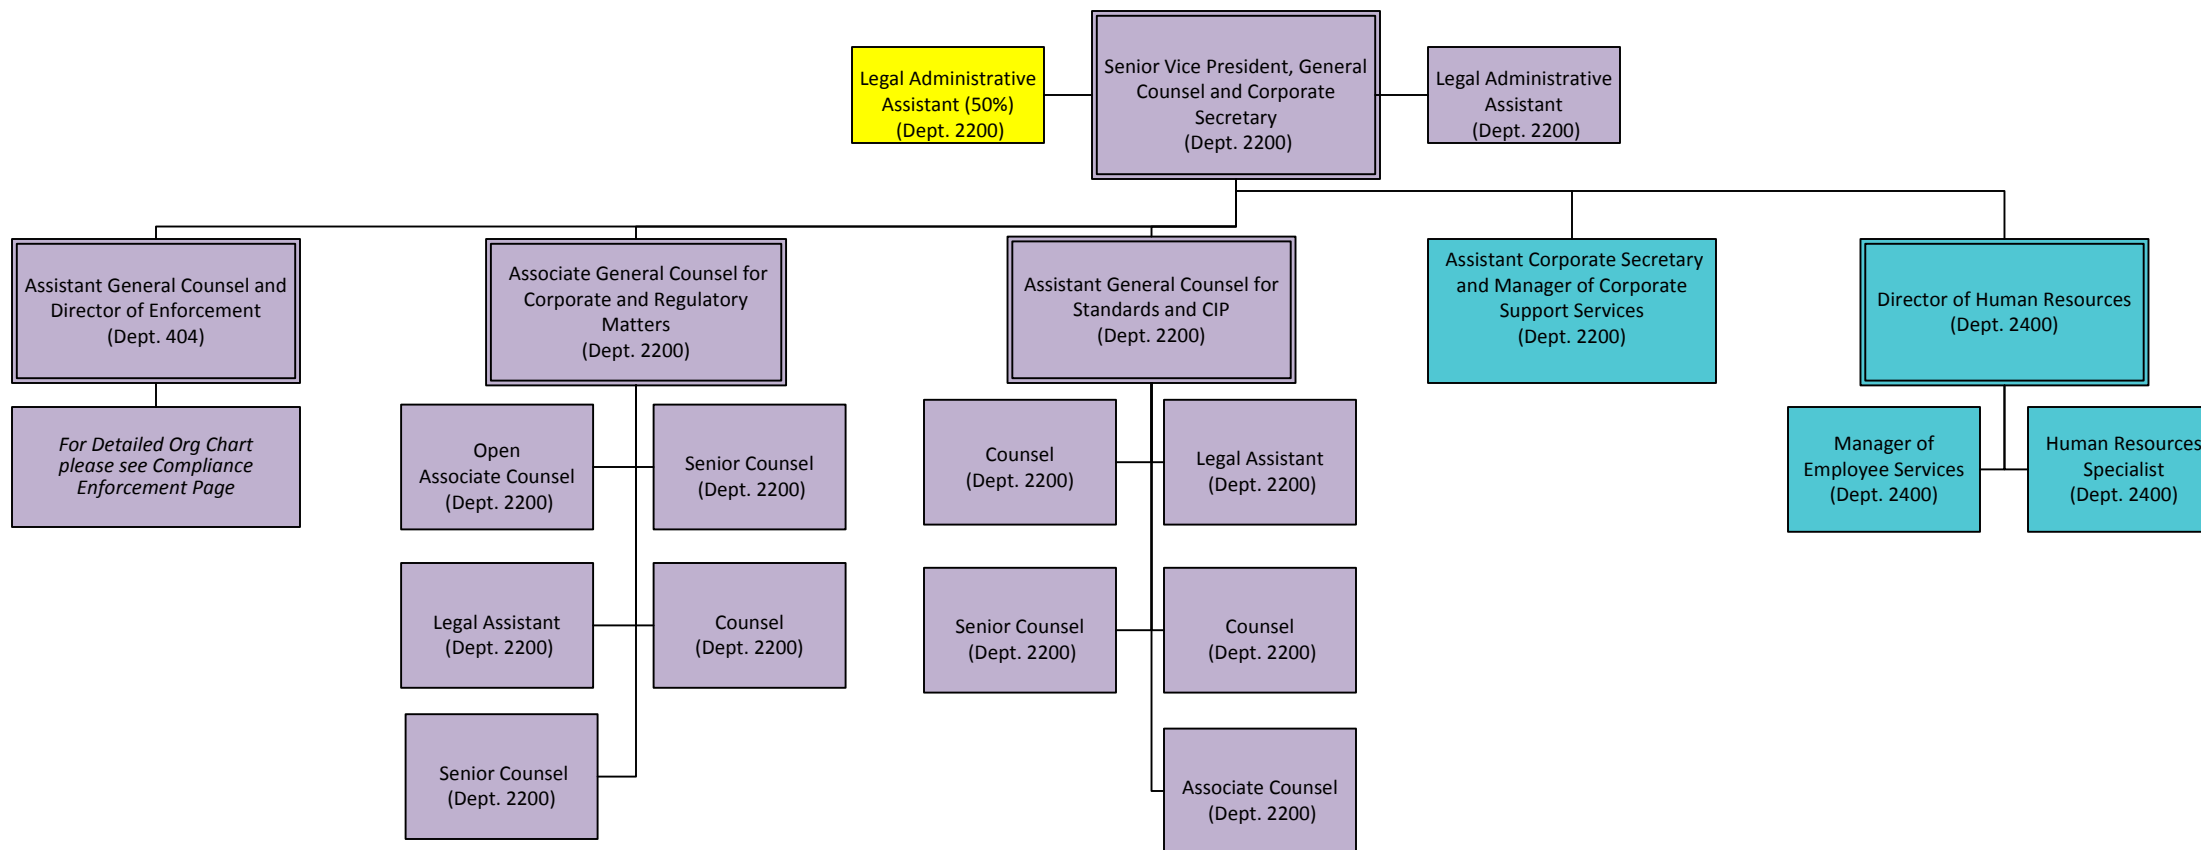 Legal Administrative
Assistant (50%)
(Dept. 2200)
Senior Vice President, General
Counsel and Corporate
Secretary
(Dept. 2200)
Legal Administrative
Assistant
(Dept. 2200)
Assistant General Counsel and
Director of Enforcement
(Dept. 404)
Associate General Counsel for
Corporate and Regulatory
Matters
(Dept. 2200)
Assistant General Counsel for
Standards and CIP
(Dept. 2200)
Assistant Corporate Secretary
and Manager of Corporate
Support Services
(Dept. 2200)
Director of Human Resources
(Dept. 2400)
For Detailed Org Chart
please see Compliance
Enforcement Page
Open
Associate Counsel
(Dept. 2200)
Senior Counsel
(Dept. 2200)
Counsel
(Dept. 2200)
Legal Assistant
(Dept. 2200)
Manager of
Employee Services
(Dept. 2400)
Human Resources
Specialist
(Dept. 2400)
Legal Assistant
(Dept. 2200)
Counsel
(Dept. 2200)
Senior Counsel
(Dept. 2200)
Counsel
(Dept. 2200)
Senior Counsel
(Dept. 2200)
Associate Counsel
(Dept. 2200)